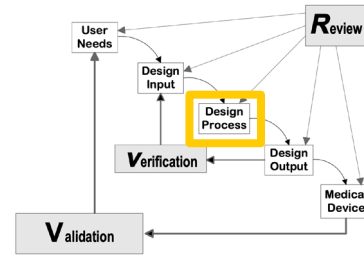 Review
User
Needs
Design
Input
Design
Process
Verification
Design
Output
Medica
Device
Validation